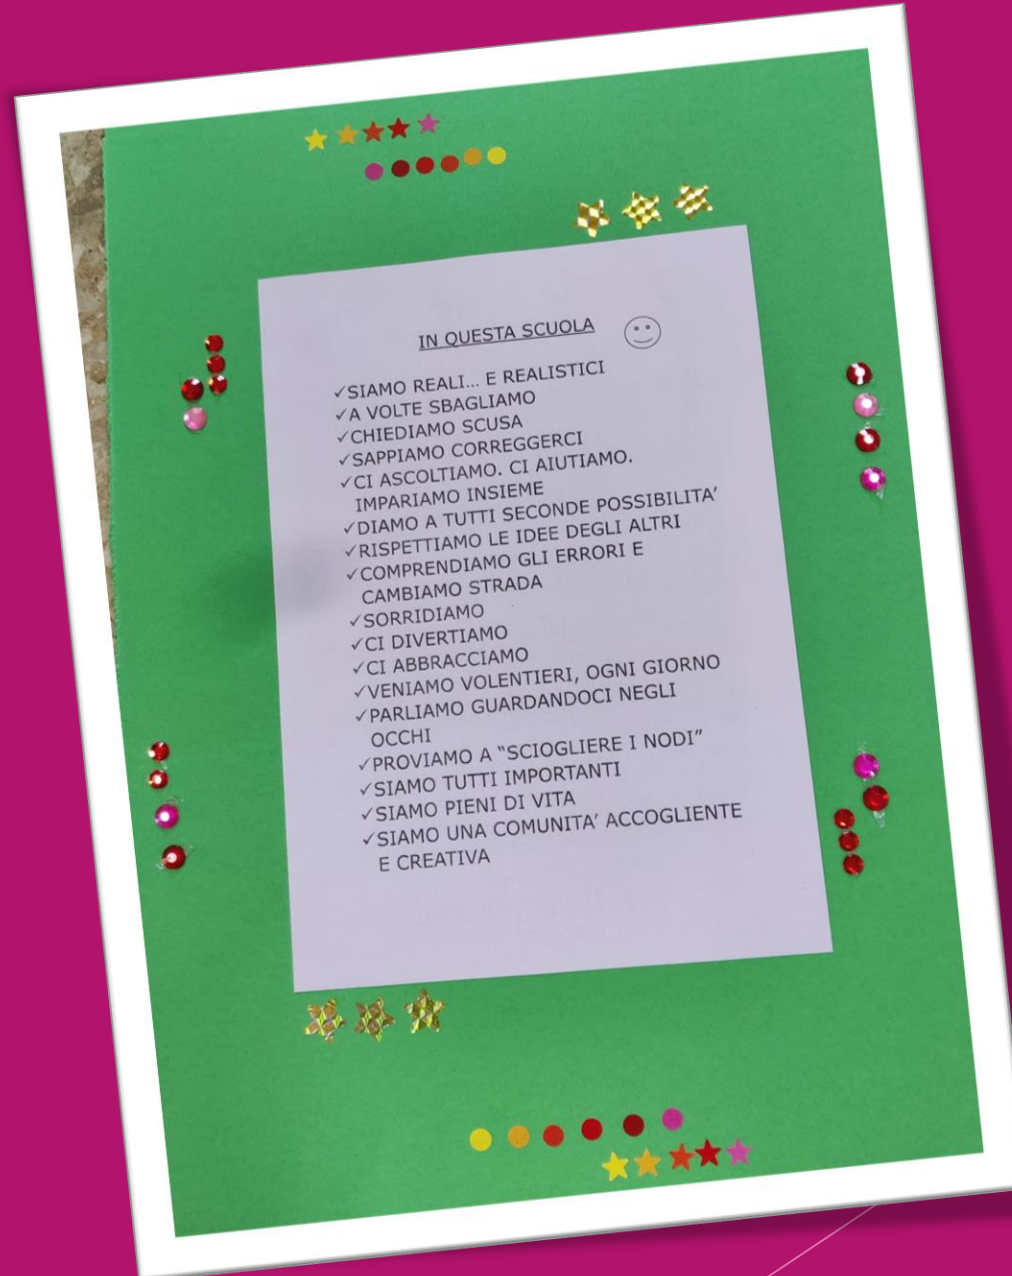 IN QUESTA SCUOLA
✓SIAMO REALI... E REALISTICI
✓A VOLTE SBAGLIAMO
✓CHIEDIAMO SCUSA
✓SAPPIAMO CORREGGERCI
✓CI ASCOLTIAMO. CI AIUTIAMO.
IMPARIAMO INSIEME
✓DIAMO A TUTTI SECONDE POSSIBILITA'
✓RISPETTIAMO LE IDEE DEGLI ALTRI
✓COMPRENDIAMO GLI ERRORI E
CAMBIAMO STRADA
✓SORRIDIAMO
✓CI DIVERTIAMO
✓CI ABBRACCIAMO
✓VENIAMO VOLENTIERI, OGNI GIORNO
✓PARLIAMO GUARDANDOCI NEGLI
OCCHI
✓PROVIAMO A "SCIOGLIERE I NODI"
✓SIAMO TUTTI IMPORTANTI
✓SIAMO PIENI DI VITA
✓SIAMO UNA COMUNITA' ACCOGLIENTE
E CREATIVA